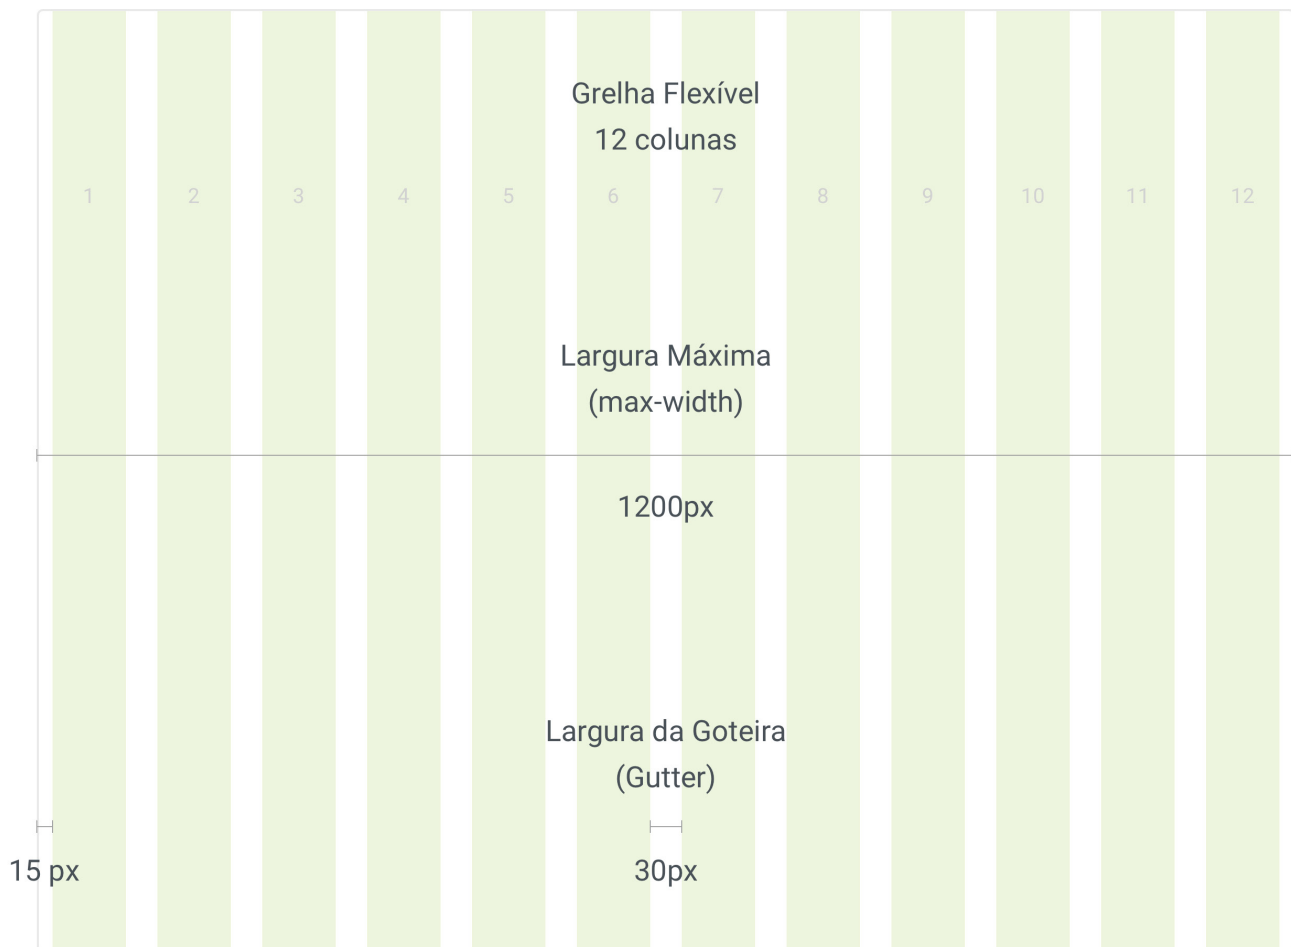 Grelha Flexível
12 colunas
1 2 3 4 5 6 7 8 9 10 11 12
Largura Máxima
(max-width)
1200px
Largura da Goteira
(Gutter)
15 px 30px